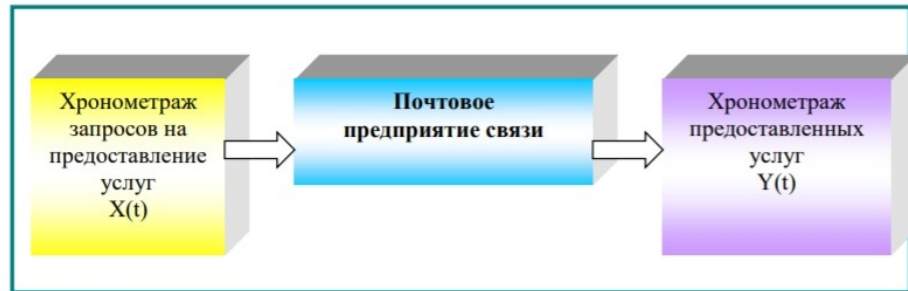 Хронометраж
запросов на
предоставление
услуг
X(t)
Почтовое
предприятие связи
Хронометраж
предоставленных
услуг
Y(t)